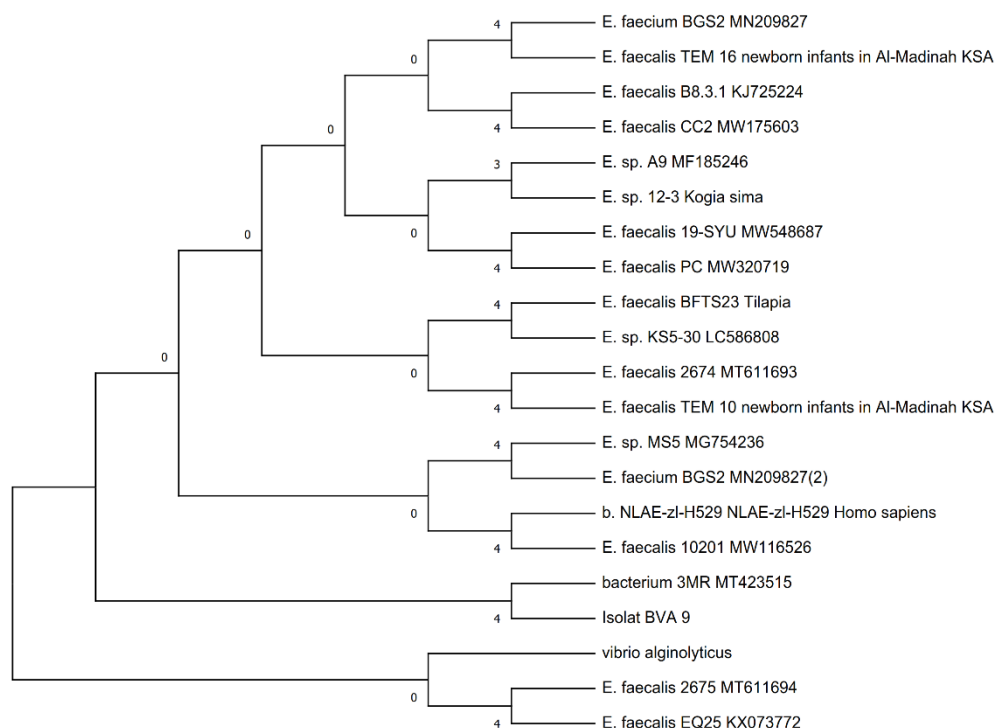 4
E. faecium BGS2 MN209827
0
E. faecalis TEM 16 newborn infants in Al-Madinah KSA
E. faecalis B8.3.1 KJ725224
0
4
E. faecalis CC2 MW175603
3
E. sp. A9 MF185246
E. sp. 12-3 Kogia sima
0
0
E. faecalis 19-SYU MW548687
4
E. faecalis PC MW320719
4
E. faecalis BFTS23 Tilapia
E. sp. KS5-30 LC586808
0
0
E. faecalis 2674 MT611693
4
E. faecalis TEM 10 newborn infants in Al-Madinah KSA
4
E. sp. MS5 MG754236
E. faecium BGS2 MN209827(2)
0
b. NLAE-zl-H529 NLAE-zl-H529 Homo sapiens
4
E. faecalis 10201 MW116526
bacterium 3MR MT423515
4
Isolat BVA 9
vibrio alginolyticus
0
E. faecalis 2675 MT611694
4
E. faecalis EQ25 KX073772